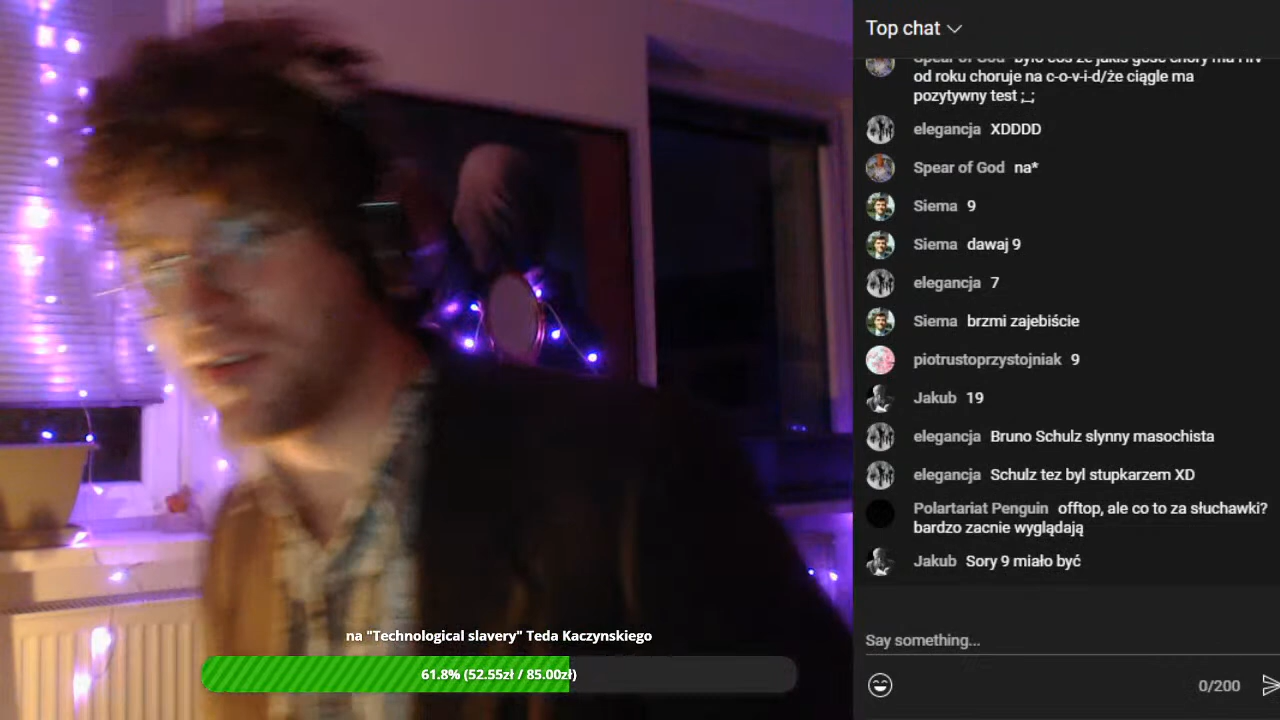 Top chat
Spear of God było coś że jakiś gość chory ma HIV
od roku choruje na c-o-v-i-d/że ciągle ma
pozytywny test ;_;
elegancja XDDDD
Spear of God na*
Siema 9
Siema dawaj 9
elegancja 7
Siema brzmi zajebiście
piotrustoprzystojniak 9
Jakub 19
elegancja Bruno Schulz slynny masochista
elegancja Schulz tez byl stupkarzem XD
Polartariat Penguin offtop, ale co to za słuchawki?
bardzo zacnie wyglądają
Jakub Sory 9 miało być
na "Technological slavery" Teda Kaczynskiego
61.8% (52.55zł / 85.00zł)
Say something...
0/200